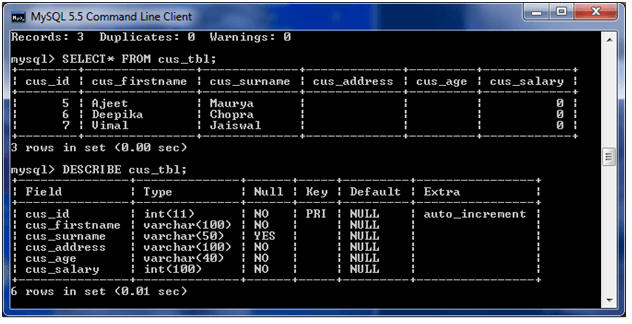 MySQL 5.5 Command Line Client
Records: 3  Duplicates: 0  Warnings: 0
mysql> SELECT* FROM cus_tbl;
+--------+---------------+-------------+-------------+---------+------------+
| cus_id | cus_firstname | cus_surname | cus_address | cus_age | cus_salary |
+--------+---------------+-------------+-------------+---------+------------+
|      5 | Ajeet         | Maurya      |             |         |          0 |
|      6 | Deepika       | Chopra      |             |         |          0 |
|      7 | Vimal         | Jaiswal     |             |         |          0 |
+--------+---------------+-------------+-------------+---------+------------+
3 rows in set (0.00 sec)
mysql> DESCRIBE cus_tbl;
+---------------+--------------+------+-----+---------+----------------+
| Field         | Type         | Null | Key | Default | Extra          |
+---------------+--------------+------+-----+---------+----------------+
| cus_id        | int(11)      | NO   | PRI | NULL    | auto_increment |
| cus_firstname | varchar(100) | NO   |     | NULL    |                |
| cus_surname   | varchar(50)  | YES  |     | NULL    |                |
| cus_address   | varchar(100) | NO   |     | NULL    |                |
| cus_age       | varchar(40)  | NO   |     | NULL    |                |
| cus_salary    | int(100)     | NO   |     | NULL    |                |
+---------------+--------------+------+-----+---------+----------------+
6 rows in set (0.01 sec)